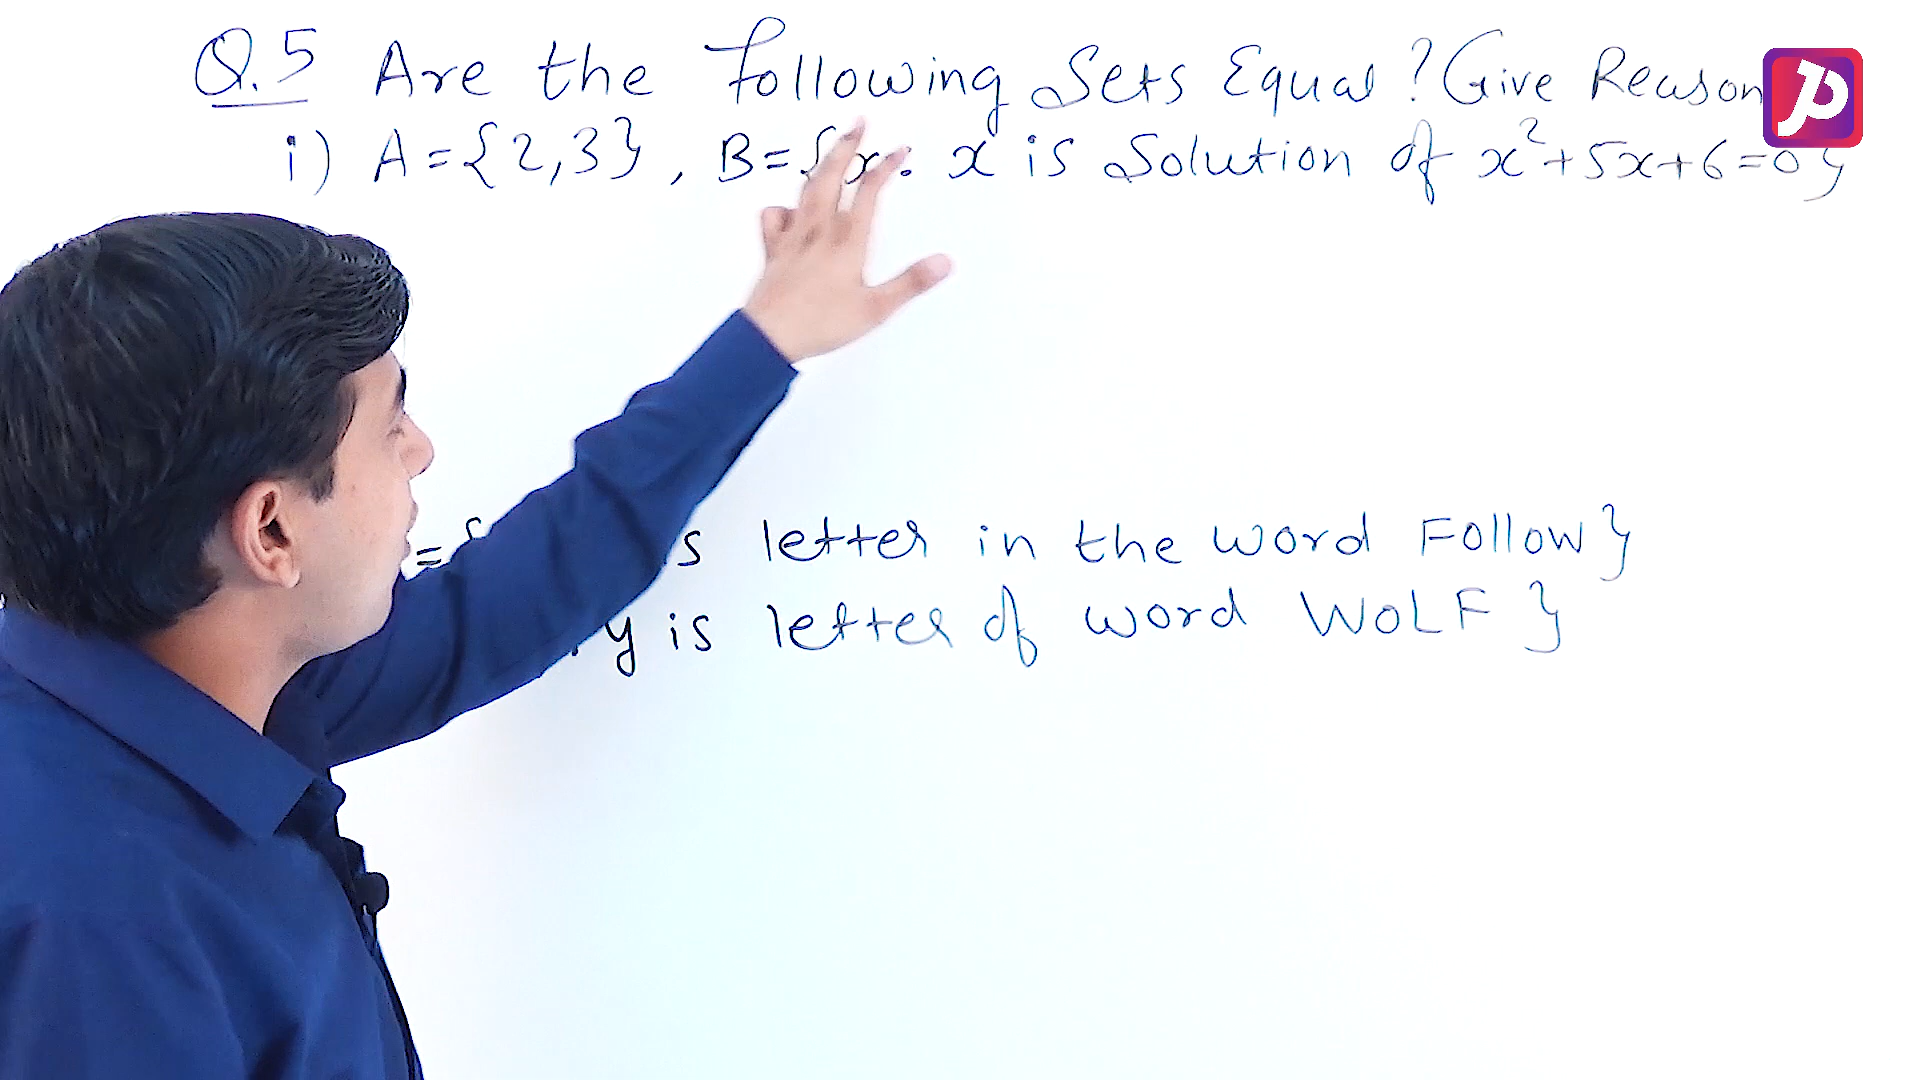 Q.5 Are the Following Sets Equal? Give Reason
i) A={2,3}, B={x: x is Solution of x²+5x+6=0}
={ s letter in the word Follow}
y is letter of word WOLF }